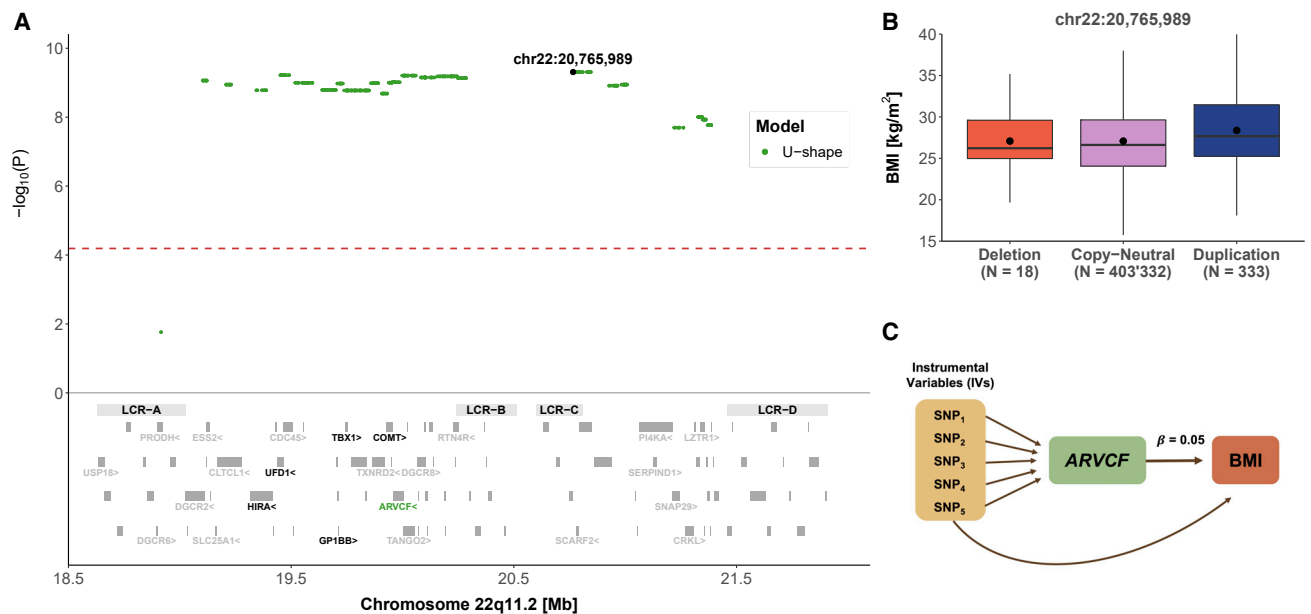 A
−log10(P)
10
8
6
4
2
0
chr22:20,765,989
Model
U−shape
LCR−A
LCR−B
LCR−C
LCR−D
PRODH<
ESS2<
CDC45>
TBX1>
COMT>
RTN4R<
PI4KA<
LZTR1>
USP18>
CLTCL1<
UFD1<
TXNRD2<
DGCR8>
SERPIND1>
DGCR2<
HIRA<
ARVCF<
SNAP29>
DGCR6>
SLC25A1<
GP1BB>
TANGO2>
SCARF2<
CRKL>
18.5
19.5
20.5
21.5
Chromosome 22q11.2 [Mb]
B
chr22:20,765,989
BMI [kg/m²]
40
35
30
25
20
15
Deletion
(N = 18)
Copy−Neutral
(N = 403'332)
Duplication
(N = 333)
C
Instrumental
Variables (IVs)
SNP1
SNP2
SNP3
SNP4
SNP5
ARVCF
β = 0.05
BMI